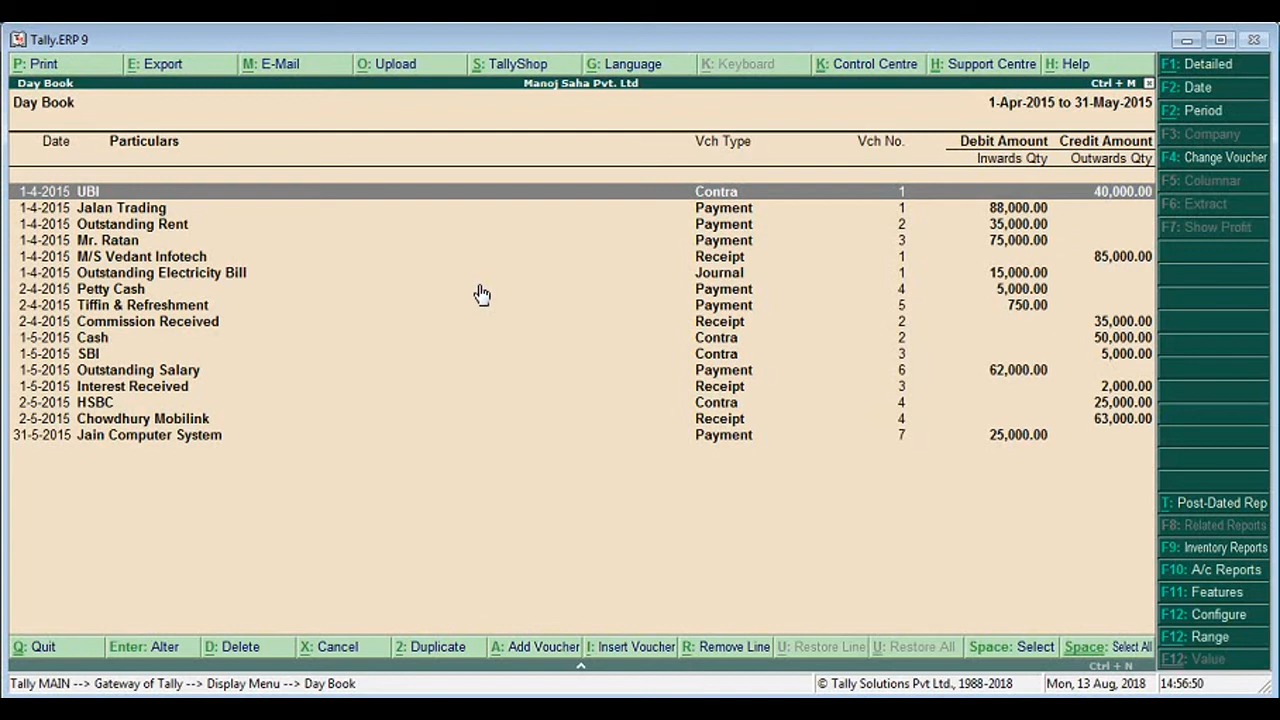 Tally.ERP 9
P: Print E: Export M: E-Mail O: Upload S: TallyShop G: Language K: Keyboard K: Control Centre H: Support Centre H: Help
Day Book Manoj Saha Pvt. Ltd Ctrl + M
Day Book 1-Apr-2015 to 31-May-2015
Date Particulars Vch Type Vch No. Debit Amount Credit Amount
Inwards Qty Outwards Qty
1-4-2015 UBI Contra 1 40,000.00
1-4-2015 Jalan Trading Payment 1 88,000.00
1-4-2015 Outstanding Rent Payment 2 35,000.00
1-4-2015 Mr. Ratan Payment 3 75,000.00
1-4-2015 M/S Vedant Infotech Receipt 1 85,000.00
1-4-2015 Outstanding Electricity Bill Journal 1 15,000.00
2-4-2015 Petty Cash Payment 4 5,000.00
2-4-2015 Tiffin & Refreshment Payment 5 750.00
2-4-2015 Commission Received Receipt 2 35,000.00
1-5-2015 Cash Contra 2 50,000.00
1-5-2015 SBI Contra 3 5,000.00
1-5-2015 Outstanding Salary Payment 6 62,000.00
1-5-2015 Interest Received Receipt 3 2,000.00
2-5-2015 HSBC Contra 4 25,000.00
2-5-2015 Chowdhury Mobilink Receipt 4 63,000.00
31-5-2015 Jain Computer System Payment 7 25,000.00
F1: Detailed
F2: Date
F2: Period
F3: Company
F4: Change Voucher
F5: Columnar
F6: Extract
F7: Show Profit
T: Post-Dated Rep
F8: Related Reports
F9: Inventory Reports
F10: A/c Reports
F11: Features
F12: Configure
F12: Range
F12: Value
Q: Quit Enter: Alter D: Delete X: Cancel 2: Duplicate A: Add Voucher I: Insert Voucher R: Remove Line U: Restore Line U: Restore All Space: Select Space: Select All
Ctrl + N
Tally MAIN --> Gateway of Tally --> Display Menu --> Day Book © Tally Solutions Pvt Ltd., 1988-2018 Mon, 13 Aug, 2018 14:56:50